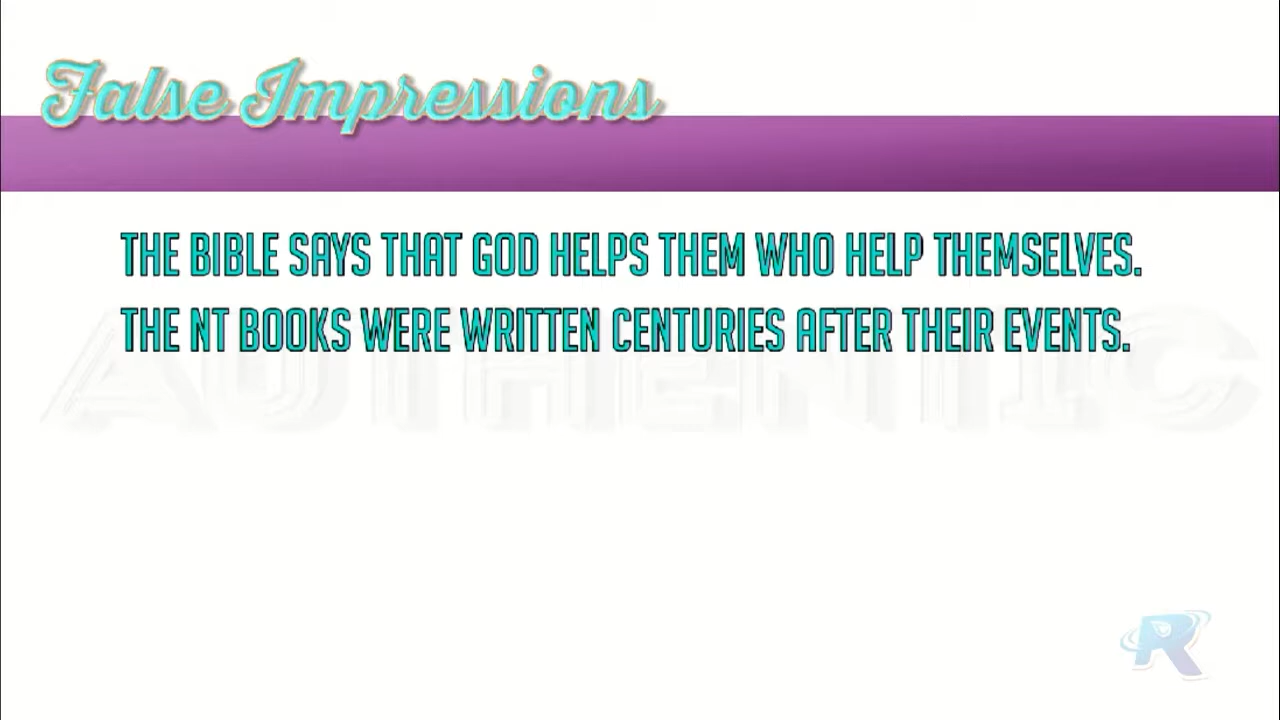 False Impressions
THE BIBLE SAYS THAT GOD HELPS THEM WHO HELP THEMSELVES.
THE NT BOOKS WERE WRITTEN CENTURIES AFTER THEIR EVENTS.
AUTHENTIC
R